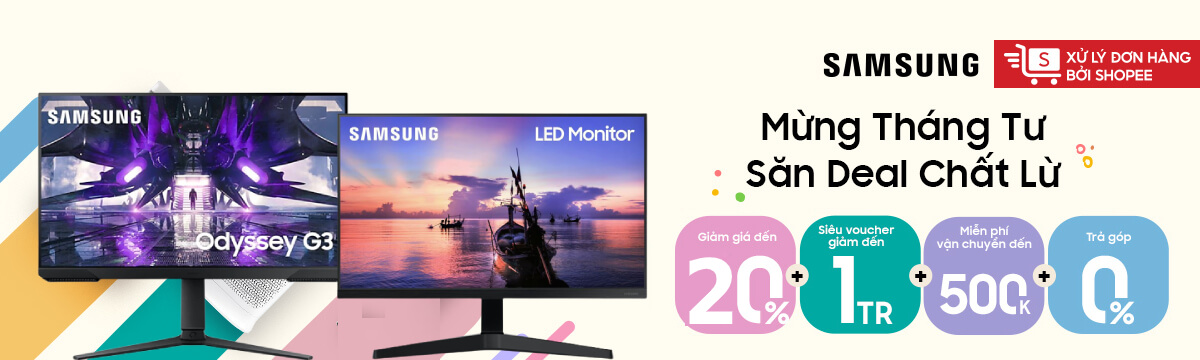 SAMSUNG
XỬ LÝ ĐƠN HÀNG
BỞI SHOPEE
S
Mừng Tháng Tư
Săn Deal Chất Lừ
SAMSUNG
Odyssey G3
SAMSUNG
LED Monitor
Giảm giá đến
20%
+
Siêu voucher
giảm đến
1TR
+
Miễn phí
vận chuyển đến
500K
+
Trả góp
0%